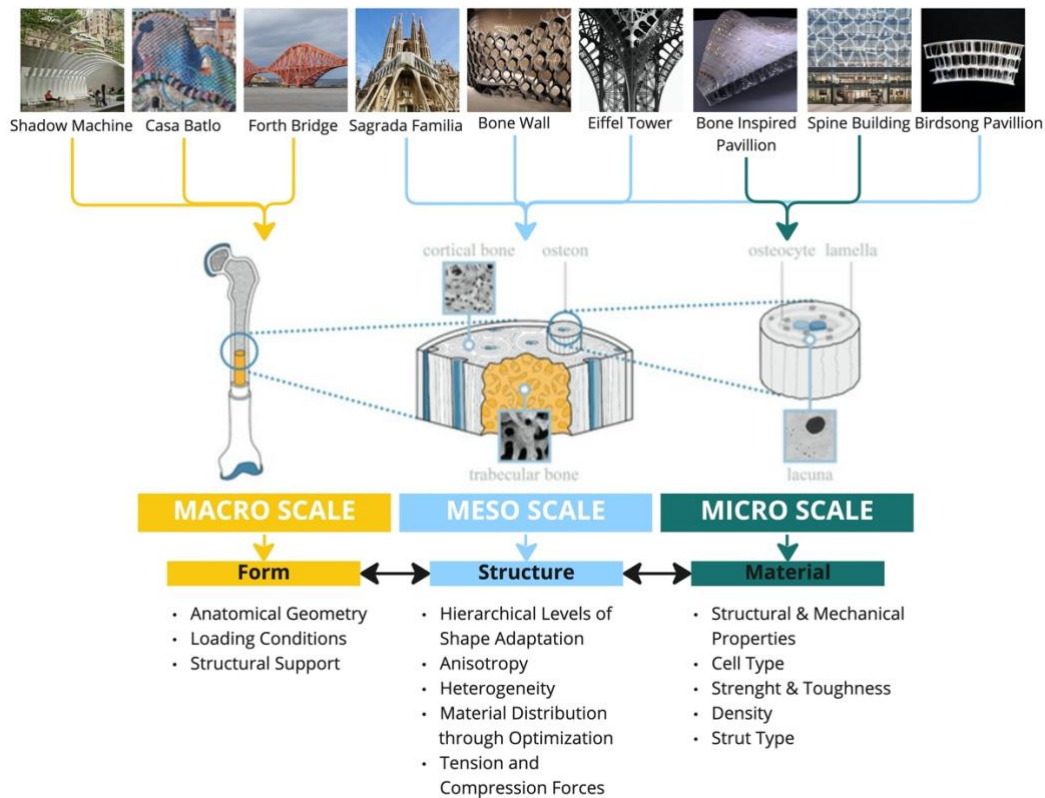 Shadow Machine
Casa Batlo
Forth Bridge
Sagrada Familia
Bone Wall
Eiffel Tower
Bone Inspired
Pavillion
Spine Building
Birdsong Pavillion
cortical bone
osteon
osteocyte
lamella
trabecular bone
lacuna
MACRO SCALE
MESO SCALE
MICRO SCALE
Form
Structure
Material
• Anatomical Geometry
• Loading Conditions
• Structural Support
• Hierarchical Levels of
Shape Adaptation
• Anisotropy
• Heterogeneity
• Material Distribution
through Optimization
• Tension and
Compression Forces
• Structural & Mechanical
Properties
• Cell Type
• Strenght & Toughness
• Density
• Strut Type